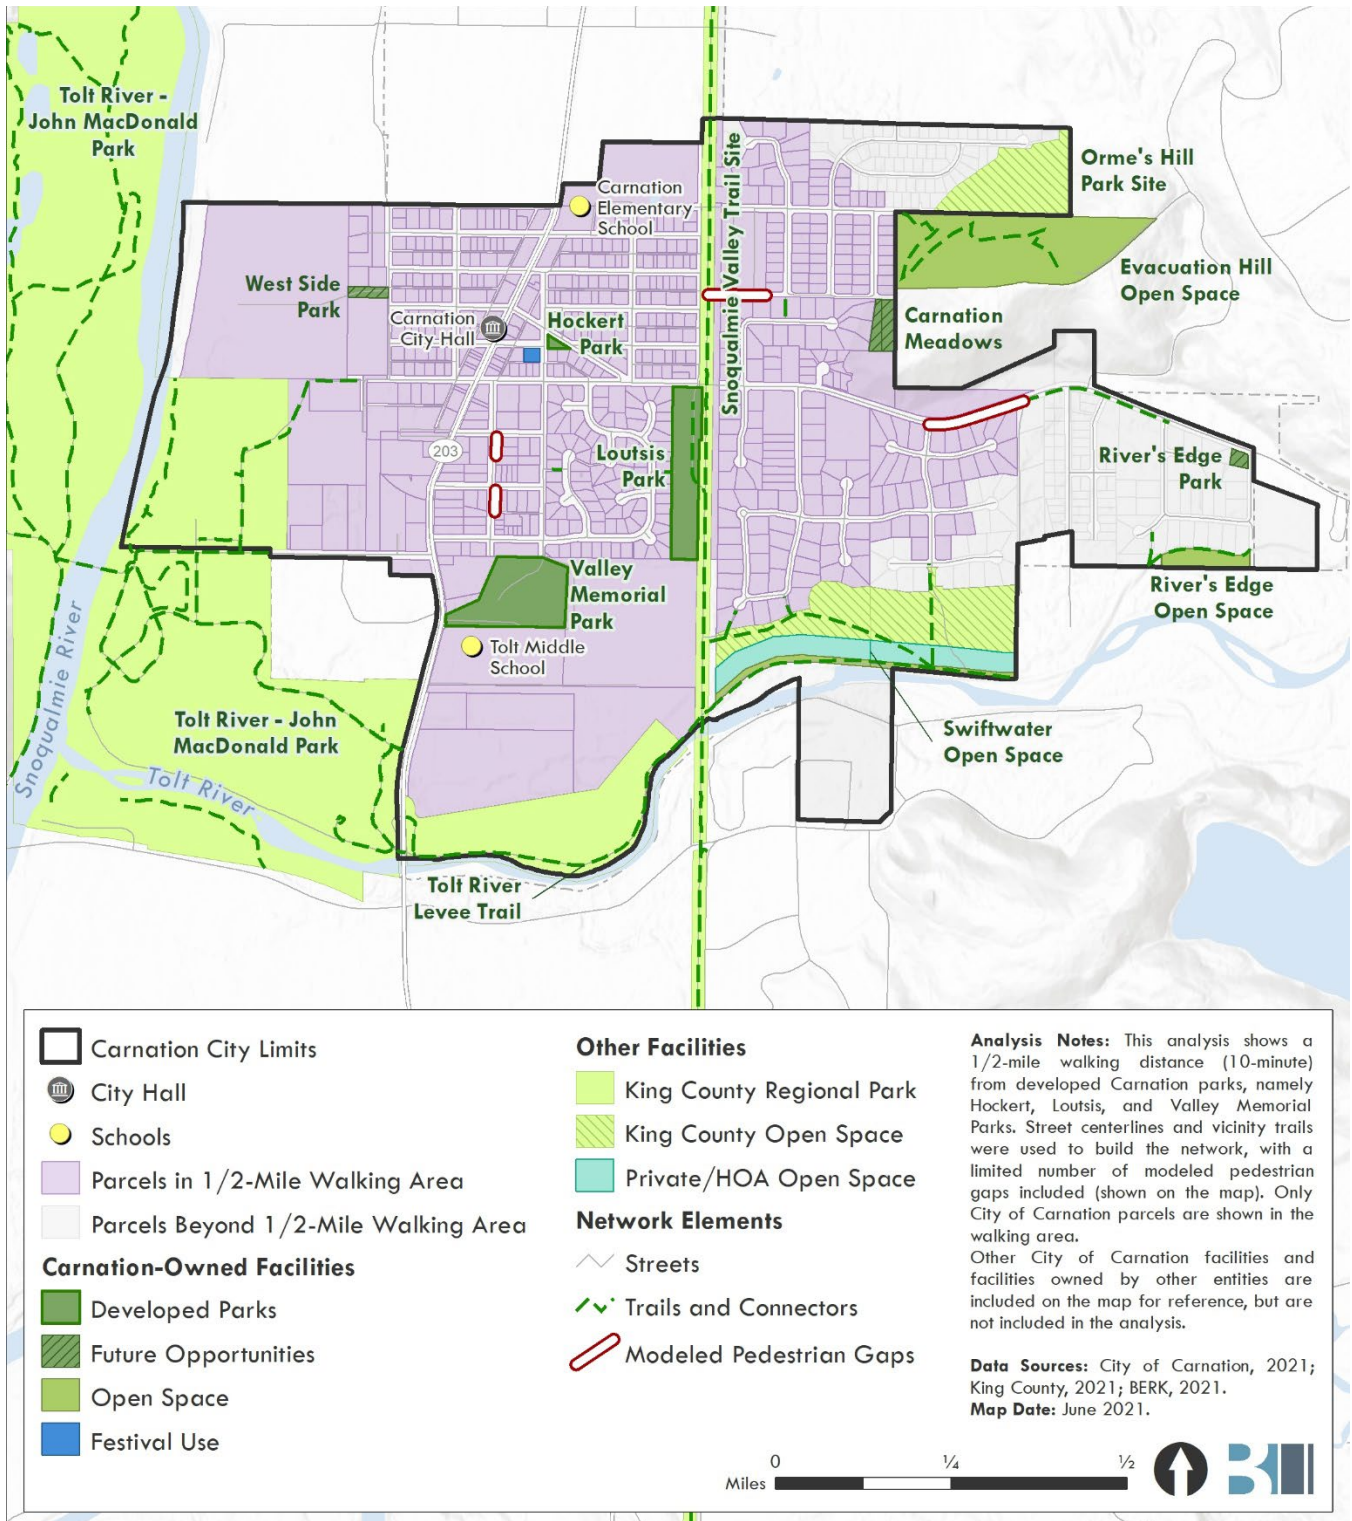 Tolt River -
John MacDonald
Park
Snoqualmie Valley Trail Site
Orme's Hill
Park Site
Carnation
Elementary
School
West Side
Park
Carnation
City Hall
Hockert
Park
Evacuation Hill
Open Space
Carnation
Meadows
203
Loutsis
Park
River's Edge
Park
Valley
Memorial
Park
River's Edge
Open Space
Tolt Middle
School
Snoqualmie River
Tolt River - John
MacDonald Park
Tolt River
Swiftwater
Open Space
Tolt River
Levee Trail
Carnation City Limits
City Hall
Schools
Parcels in 1/2-Mile Walking Area
Parcels Beyond 1/2-Mile Walking Area
Carnation-Owned Facilities
Developed Parks
Future Opportunities
Open Space
Festival Use
Other Facilities
King County Regional Park
King County Open Space
Private/HOA Open Space
Network Elements
Streets
Trails and Connectors
Modeled Pedestrian Gaps
Analysis Notes: This analysis shows a
1/2-mile walking distance (10-minute)
from developed Carnation parks, namely
Hockert, Loutsis, and Valley Memorial
Parks. Street centerlines and vicinity trails
were used to build the network, with a
limited number of modeled pedestrian
gaps included (shown on the map). Only
City of Carnation parcels are shown in the
walking area.
Other City of Carnation facilities and
facilities owned by other entities are
included on the map for reference, but are
not included in the analysis.
Data Sources: City of Carnation, 2021;
King County, 2021; BERK, 2021.
Map Date: June 2021.
0 ¼ ½
Miles